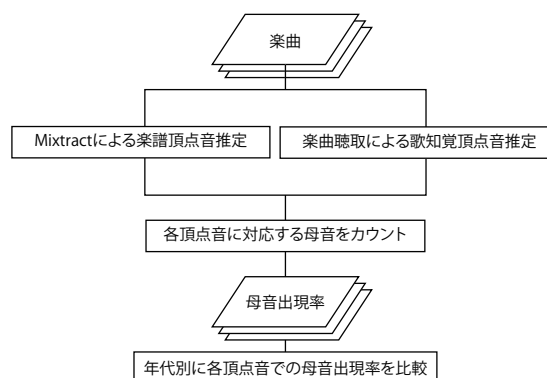 楽曲
Mixtractによる楽譜頂点音推定
楽曲聴取による歌知覚頂点音推定
各頂点音に対応する母音をカウント
母音出現率
年代別に各頂点音での母音出現率を比較